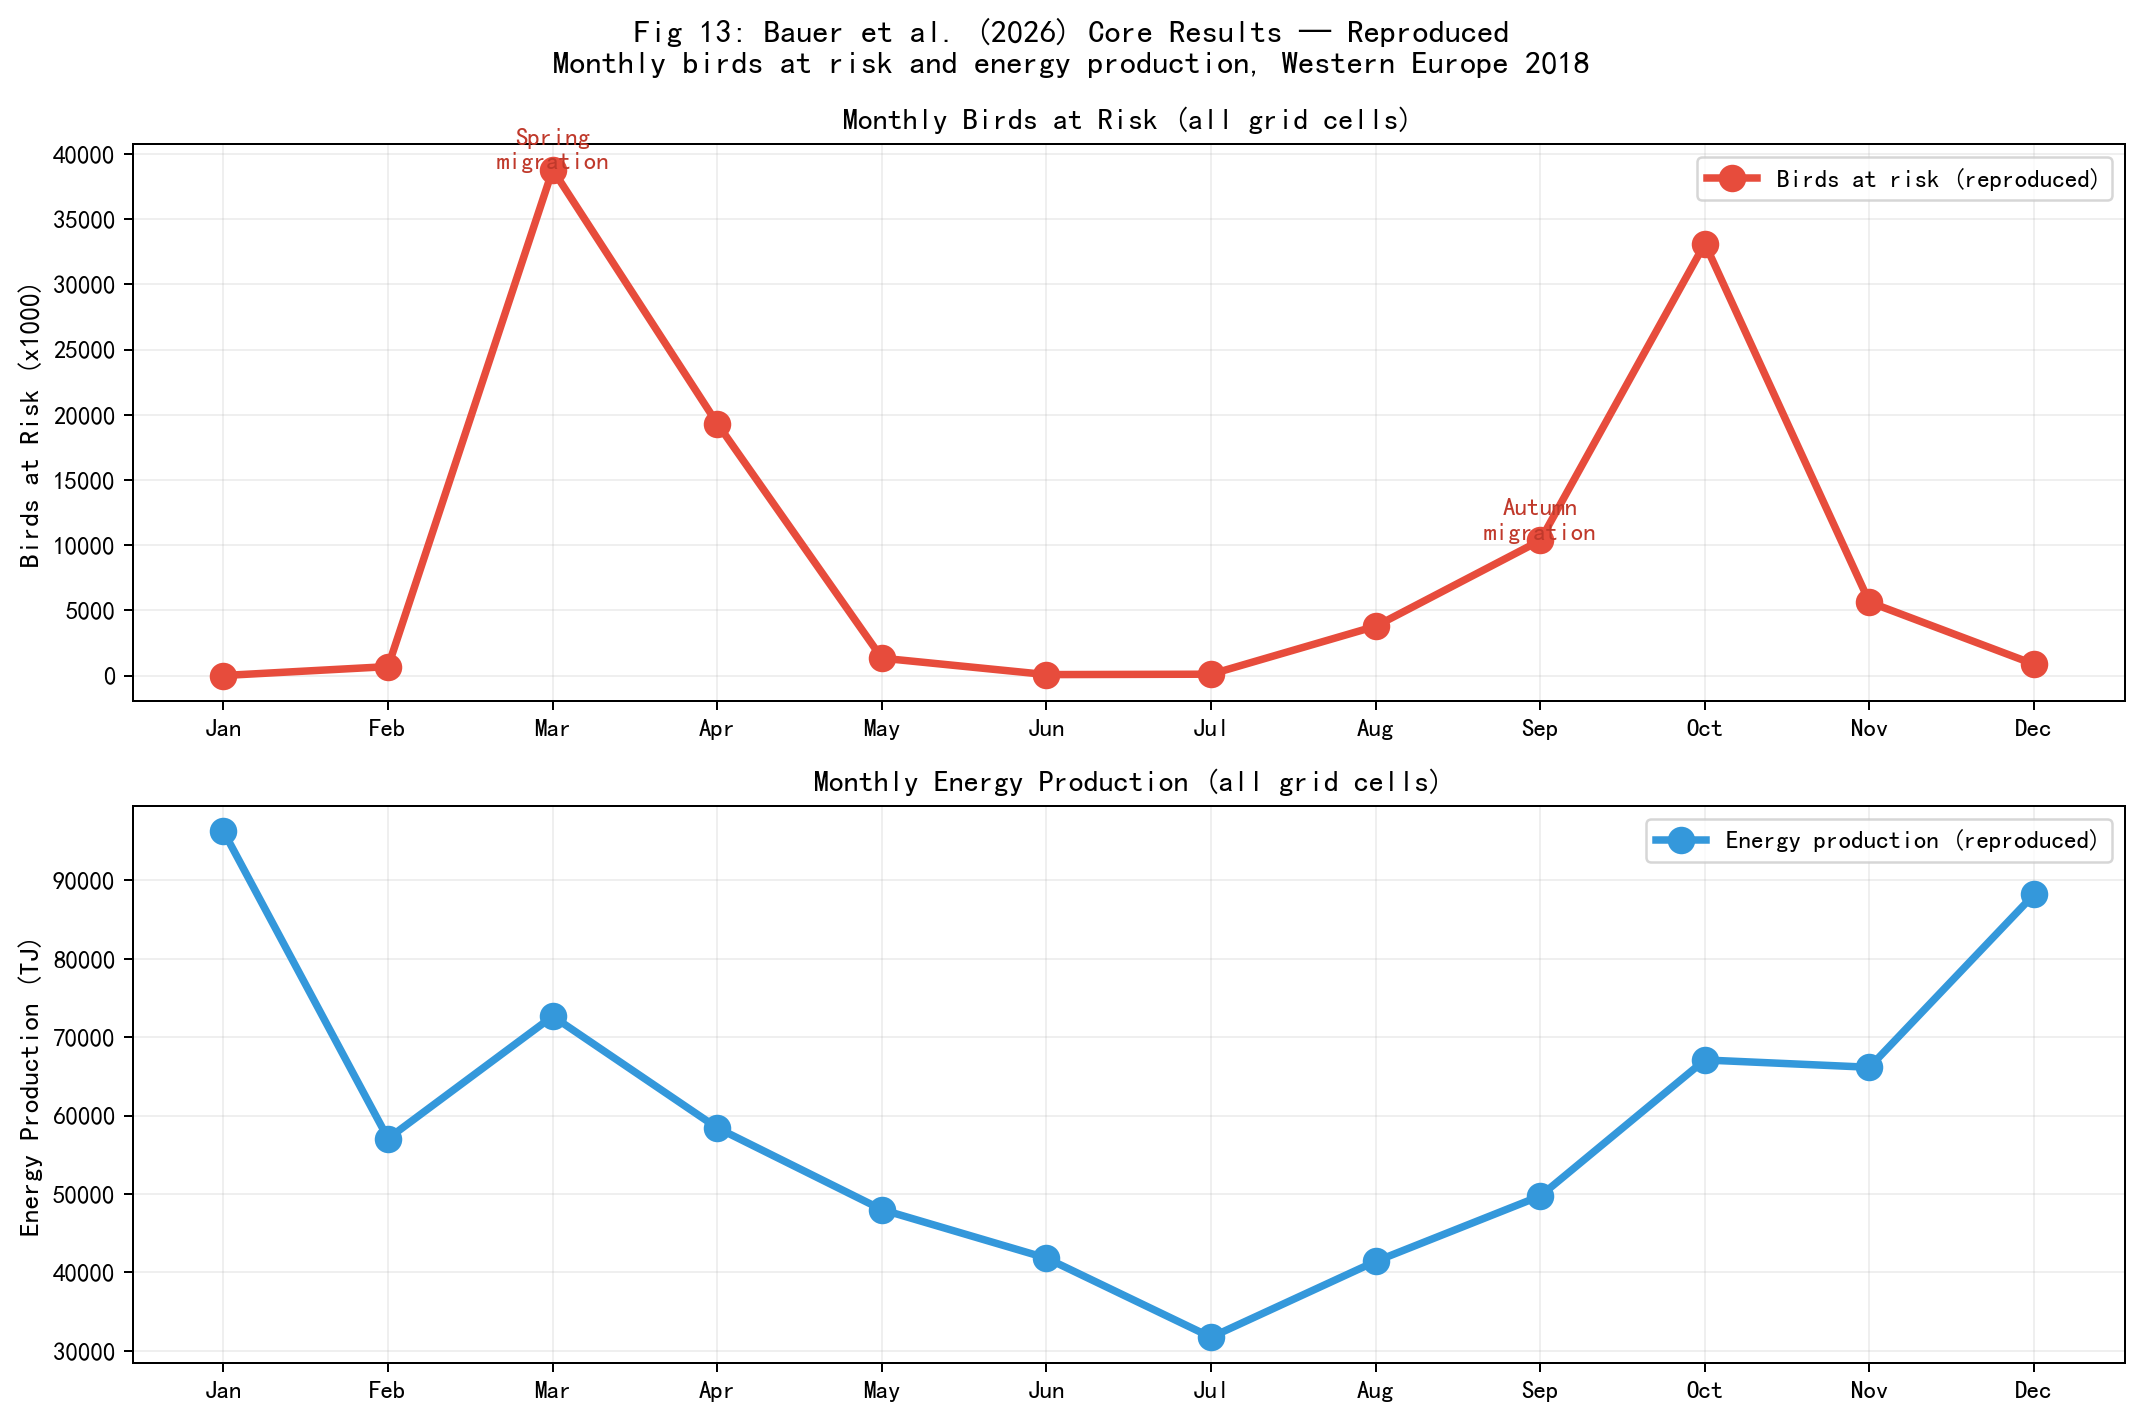 Fig 13: Bauer et al. (2026) Core Results — Reproduced
Monthly birds at risk and energy production, Western Europe 2018
Monthly Birds at Risk (all grid cells)
Birds at Risk (x1000)
40000
35000
30000
25000
20000
15000
10000
5000
0
Spring
migration
Autumn
migration
Birds at risk (reproduced)
Jan Feb Mar Apr May Jun Jul Aug Sep Oct Nov Dec
Monthly Energy Production (all grid cells)
Energy Production (TJ)
90000
80000
70000
60000
50000
40000
30000
Energy production (reproduced)
Jan Feb Mar Apr May Jun Jul Aug Sep Oct Nov Dec